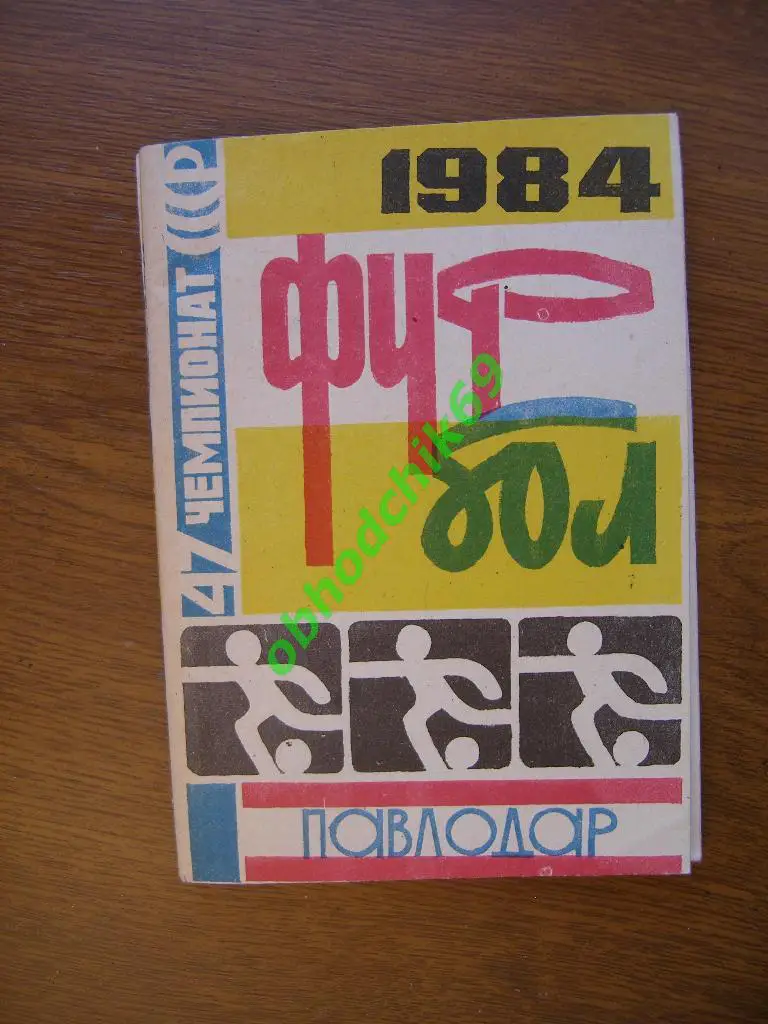 1984
ФУТ
БОЛ
47 ЧЕМПИОНАТ СССР
ПАВЛОДАР
obhodchik69